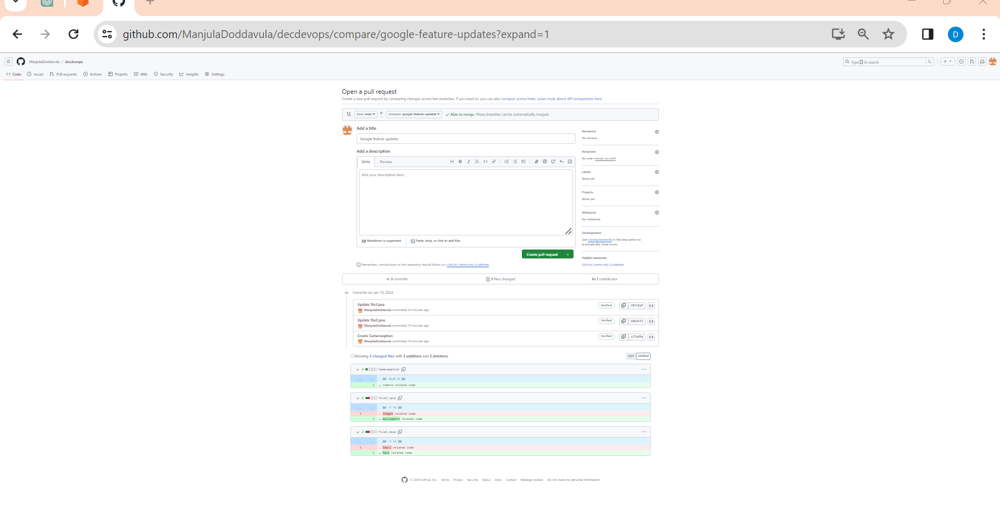 github.com/ManjulaDoddavula/decdevops/compare/google-feature-updates?expand=1
D
ManjulaDoddavula / decdevops
Type / to search
Code Issues Pull requests Actions Projects Wiki Security Insights Settings
Open a pull request
Create a new pull request by comparing changes across two branches. If you need to, you can also compare across forks. Learn more about diff comparisons here.
base: main ... compare: google-feature-updates Able to merge. These branches can be automatically merged.
Add a title
Google feature updates
Add a description
Write Preview
Add your description here...
Markdown is supported Paste, drop, or click to add files
Create pull request
Remember, contributions to this repository should follow our GitHub Community Guidelines.
Reviewers
No reviews
Assignees
No one—assign yourself
Labels
None yet
Projects
None yet
Milestone
No milestone
Development
Use Closing keywords in the description to
automatically close issues
Helpful resources
GitHub Community Guidelines
3 commits 3 files changed 1 contributor
Commits on Jan 10, 2024
Update file1.java
ManjulaDoddavula committed 20 minutes ago
Verified 207c8af
Update file2.java
ManjulaDoddavula committed 19 minutes ago
Verified 68a2e34
Create Cameraoption
ManjulaDoddavula committed 18 minutes ago
Verified c27bd9a
Showing 3 changed files with 3 additions and 2 deletions.
Split Unified
1 Cameraoption
... ... @@ -0,0 +1 @@
1 + camera related code
2 file1.java
... ... @@ -1 +1 @@
1 - Images related code
1 + Wallpapers related code
2 file2.java
... ... @@ -1 +1 @@
1 - Gmail related code
1 + Mail related code
© 2024 GitHub, Inc. Terms Privacy Security Status Docs Contact Manage cookies Do not share my personal information